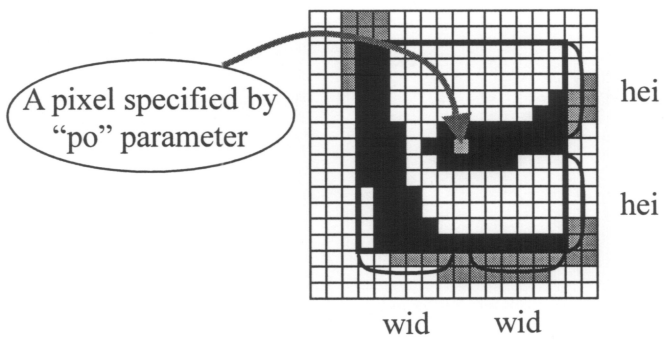 A pixel specified by
“po” parameter
hei
hei
wid
wid